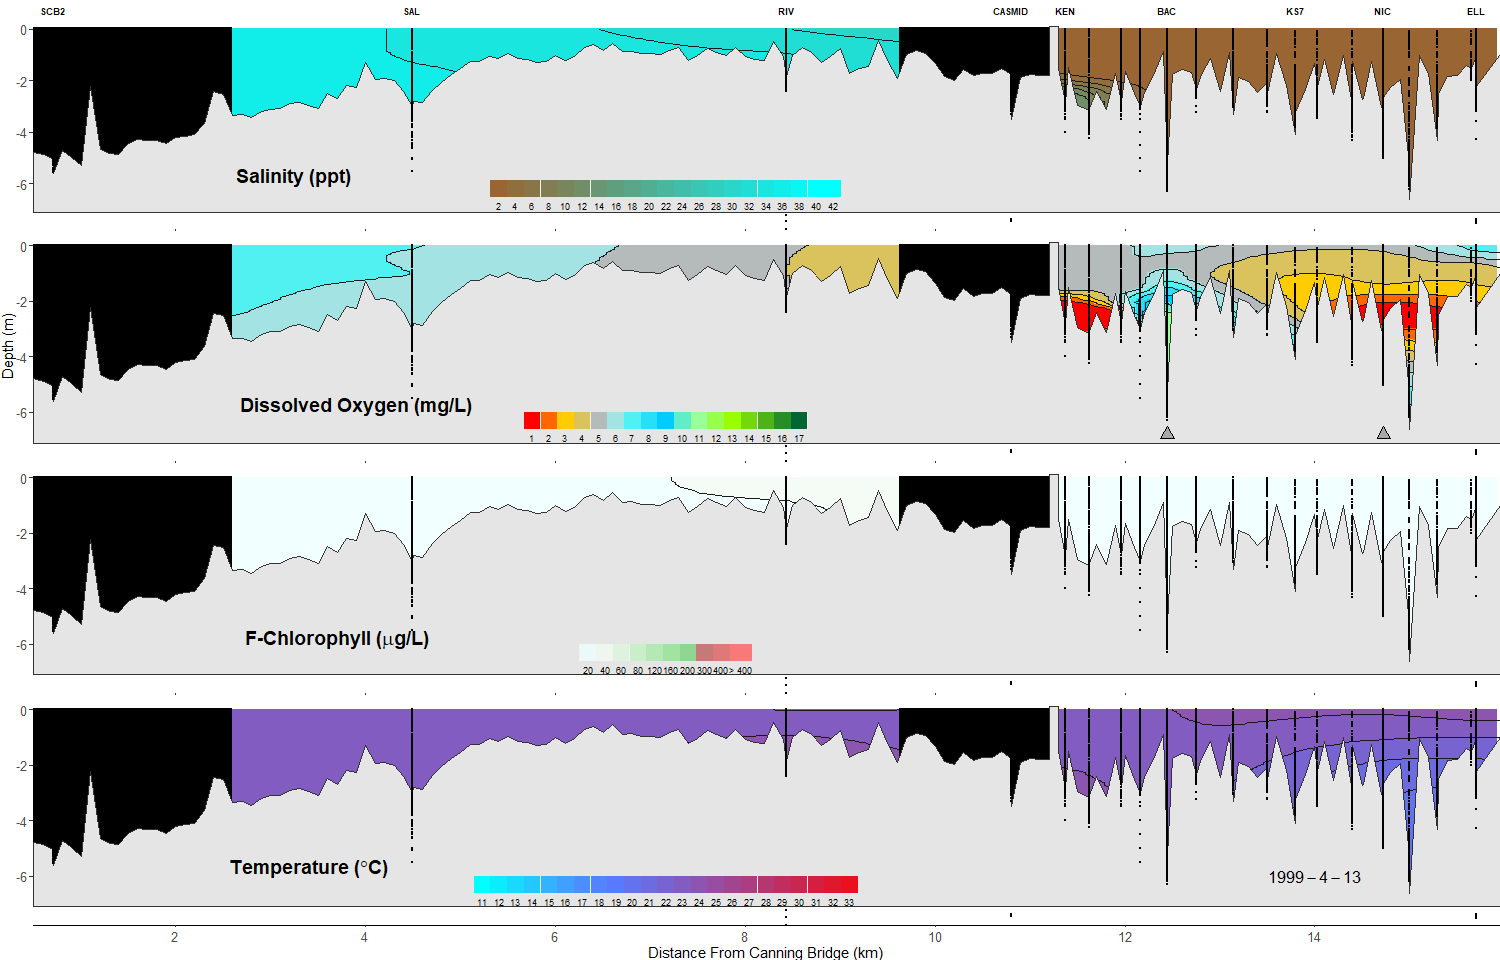 SCB2 SAL RIV CASMID KEN BAC KS7 NIC ELL
0
-2
-4
-6
Salinity (ppt)
2 4 6 8 10 12 14 16 18 20 22 24 26 28 30 32 34 36 38 40 42
0
-2
-4
-6
Depth (m)
Dissolved Oxygen (mg/L)
1 2 3 4 5 6 7 8 9 10 11 12 13 14 15 16 17
0
-2
-4
-6
F-Chlorophyll (μg/L)
20 40 60 80 120 160 200 300 400 > 400
0
-2
-4
-6
Temperature (°C)
11 12 13 14 15 16 17 18 19 20 21 22 23 24 25 26 27 28 29 30 31 32 33
1999 – 4 – 13
2 4 6 8 10 12 14
Distance From Canning Bridge (km)